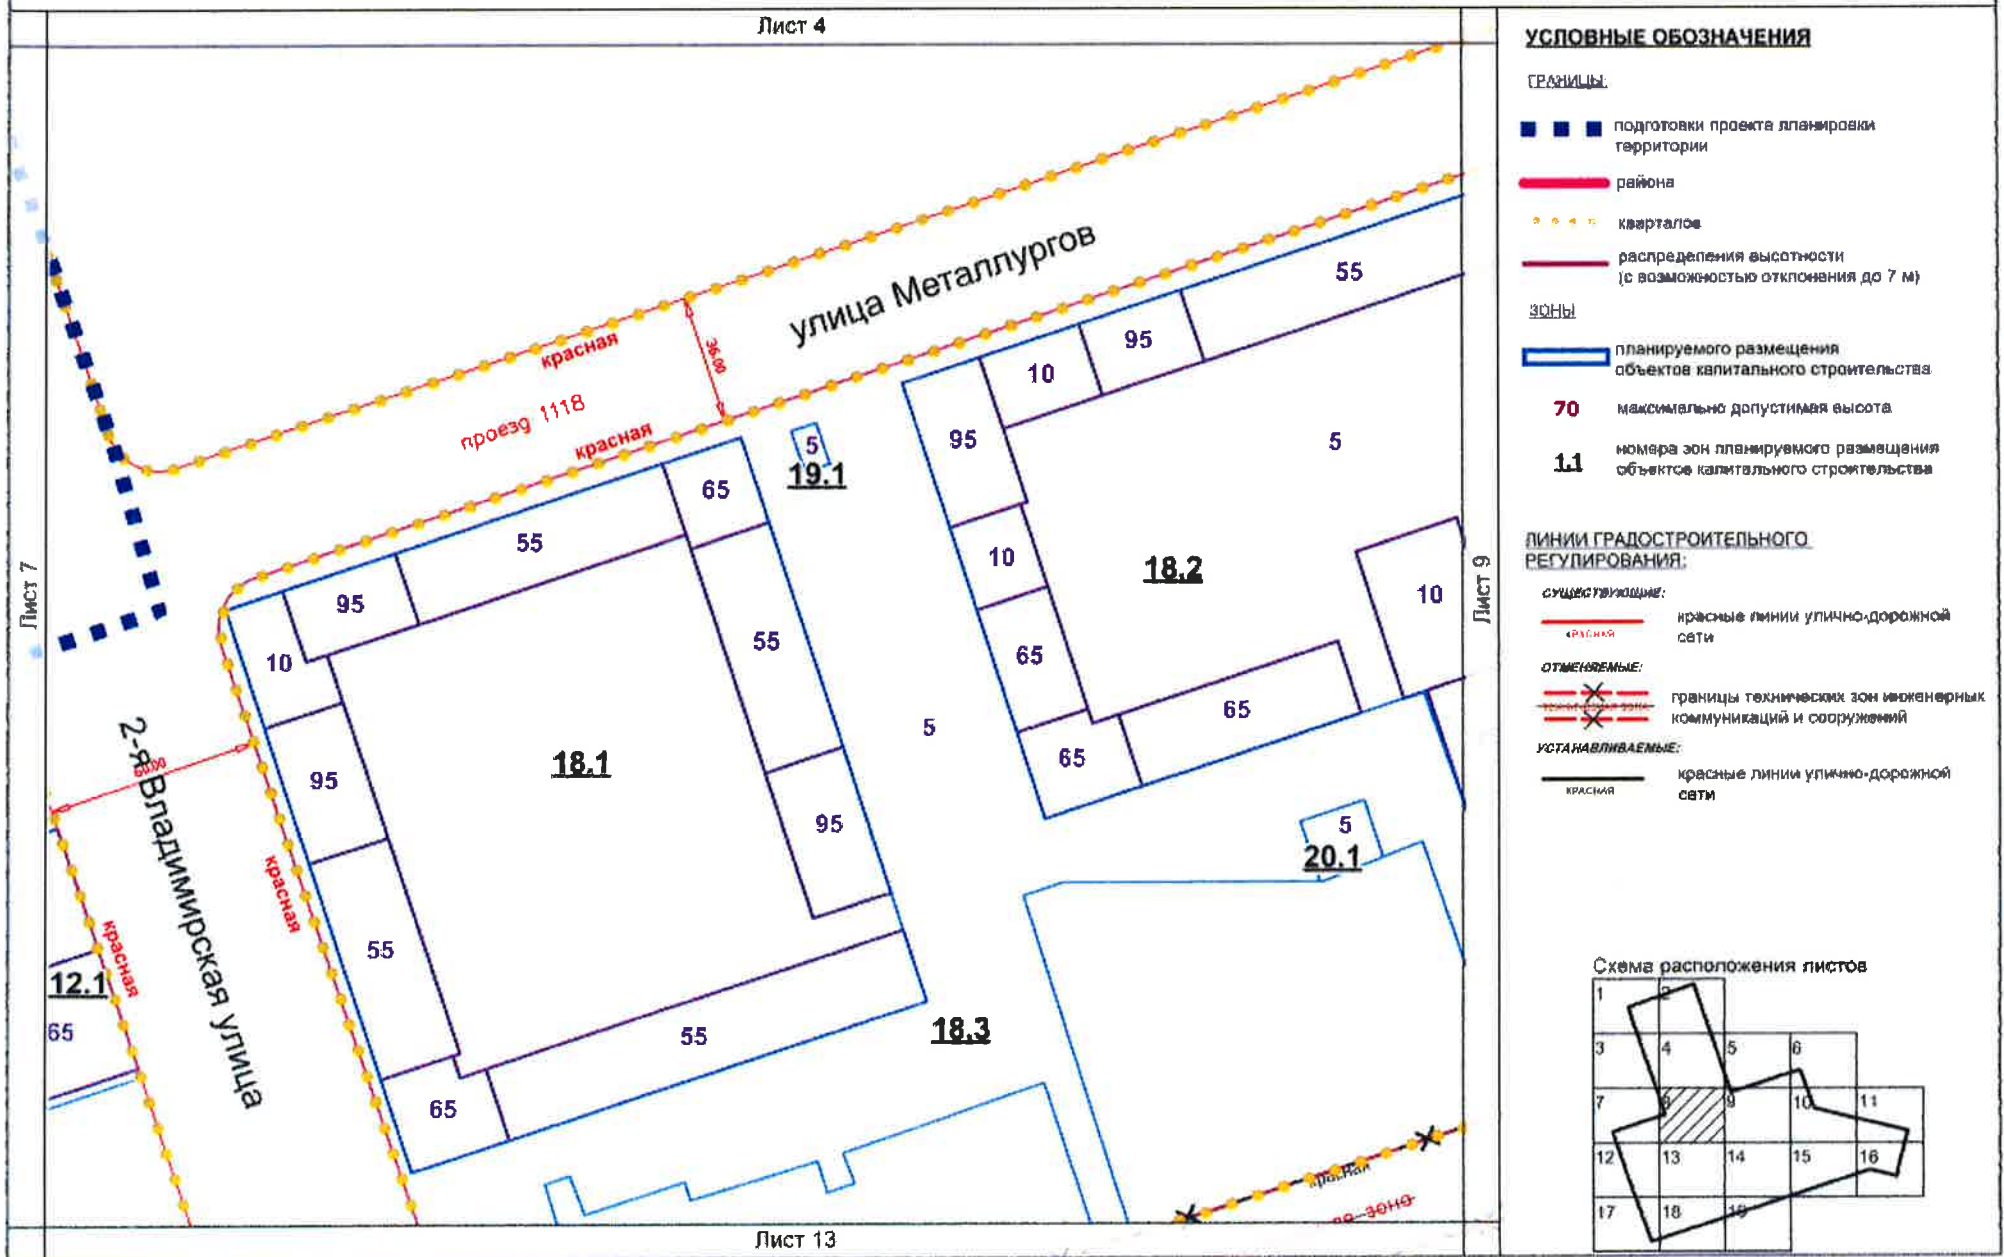 Лист 4
улица Металлургов
красная
проезд 1118
красная
36.00
55
95
10
95
5
19.1
65
55
95
10
5
10
18.2
10
65
55
65
65
95
18.1
5
95
5
20.1
55
55
18.3
65
2-я Владимирская улица
60.00
красная
красная
12.1
65
красная
Лист 7
Лист 9
Лист 13
УСЛОВНЫЕ ОБОЗНАЧЕНИЯ
ГРАНИЦЫ:
подготовки проекта планировки
территории
района
кварталов
распределения высотности
(с возможностью отклонения до 7 м)
ЗОНЫ
планируемого размещения
объектов капитального строительства
70 максимально допустимая высота
1.1 номера зон планируемого размещения
объектов капитального строительства
ЛИНИИ ГРАДОСТРОИТЕЛЬНОГО
РЕГУЛИРОВАНИЯ:
СУЩЕСТВУЮЩИЕ:
красные линии улично-дорожной
сети
КРАСНАЯ
ОТМЕНЯЕМЫЕ:
границы технических зон инженерных
коммуникаций и сооружений
УСТАНАВЛИВАЕМЫЕ:
красные линии улично-дорожной
сети
КРАСНАЯ
Схема расположения листов
1
2
3
4
5
6
7
8
9
10
11
12
13
14
15
16
17
18
19